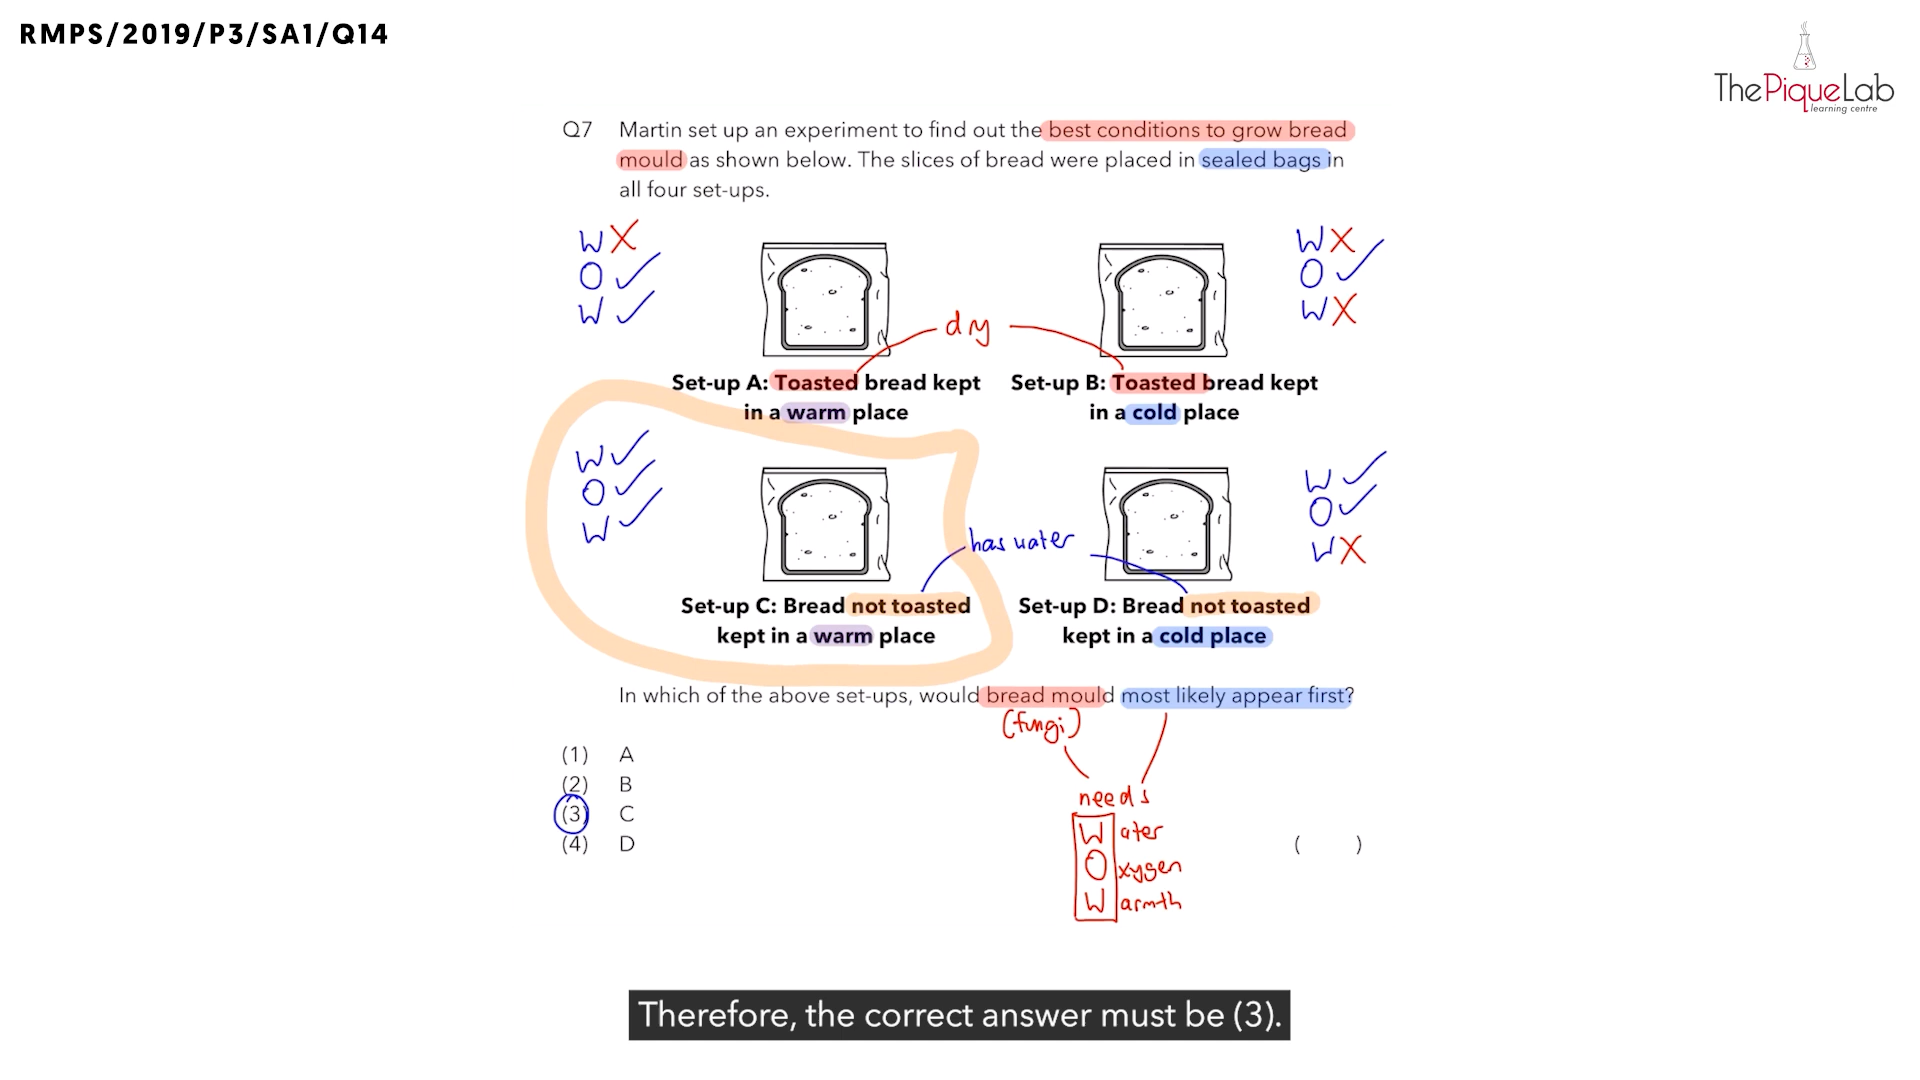 RMPS/2019/P3/SA1/Q14
ThePiqueLab
learning centre
Q7 Martin set up an experiment to find out the best conditions to grow bread
mould as shown below. The slices of bread were placed in sealed bags in
all four set-ups.
W X
O ✓
W ✓
W X
O ✓
W X
dry
Set-up A: Toasted bread kept
in a warm place
Set-up B: Toasted bread kept
in a cold place
W ✓
O ✓
W ✓
W ✓
O ✓
W X
has water
Set-up C: Bread not toasted
kept in a warm place
Set-up D: Bread not toasted
kept in a cold place
In which of the above set-ups, would bread mould most likely appear first?
(fungi)
needs
Water
Oxygen
Warmth
(1) A
(2) B
(3) C
(4) D ( )
Therefore, the correct answer must be (3).